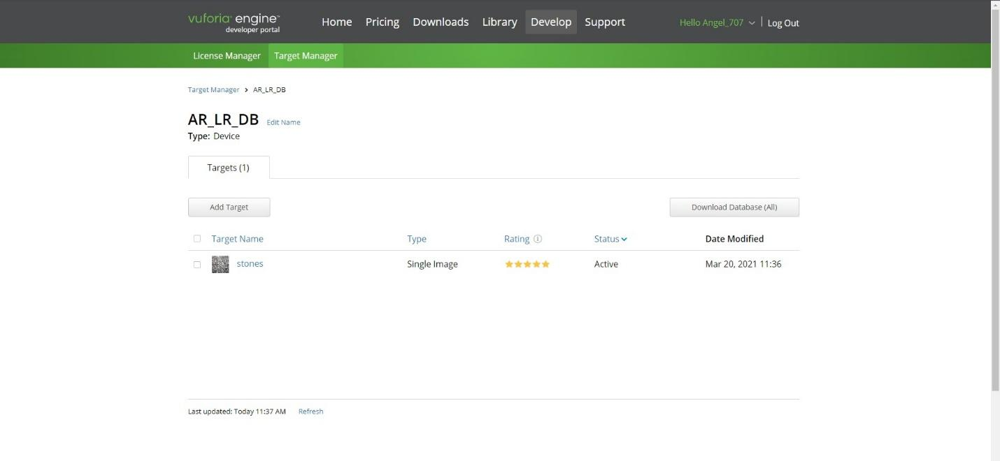 vuforia® engine™
developer portal
Home Pricing Downloads Library Develop Support
Hello Angel_707 Log Out
License Manager Target Manager
Target Manager > AR_LR_DB
AR_LR_DB Edit Name
Type: Device
Targets (1)
Add Target Download Database (All)
Target Name Type Rating Status Date Modified
stones Single Image Active Mar 20, 2021 11:36
Last updated: Today 11:37 AM Refresh